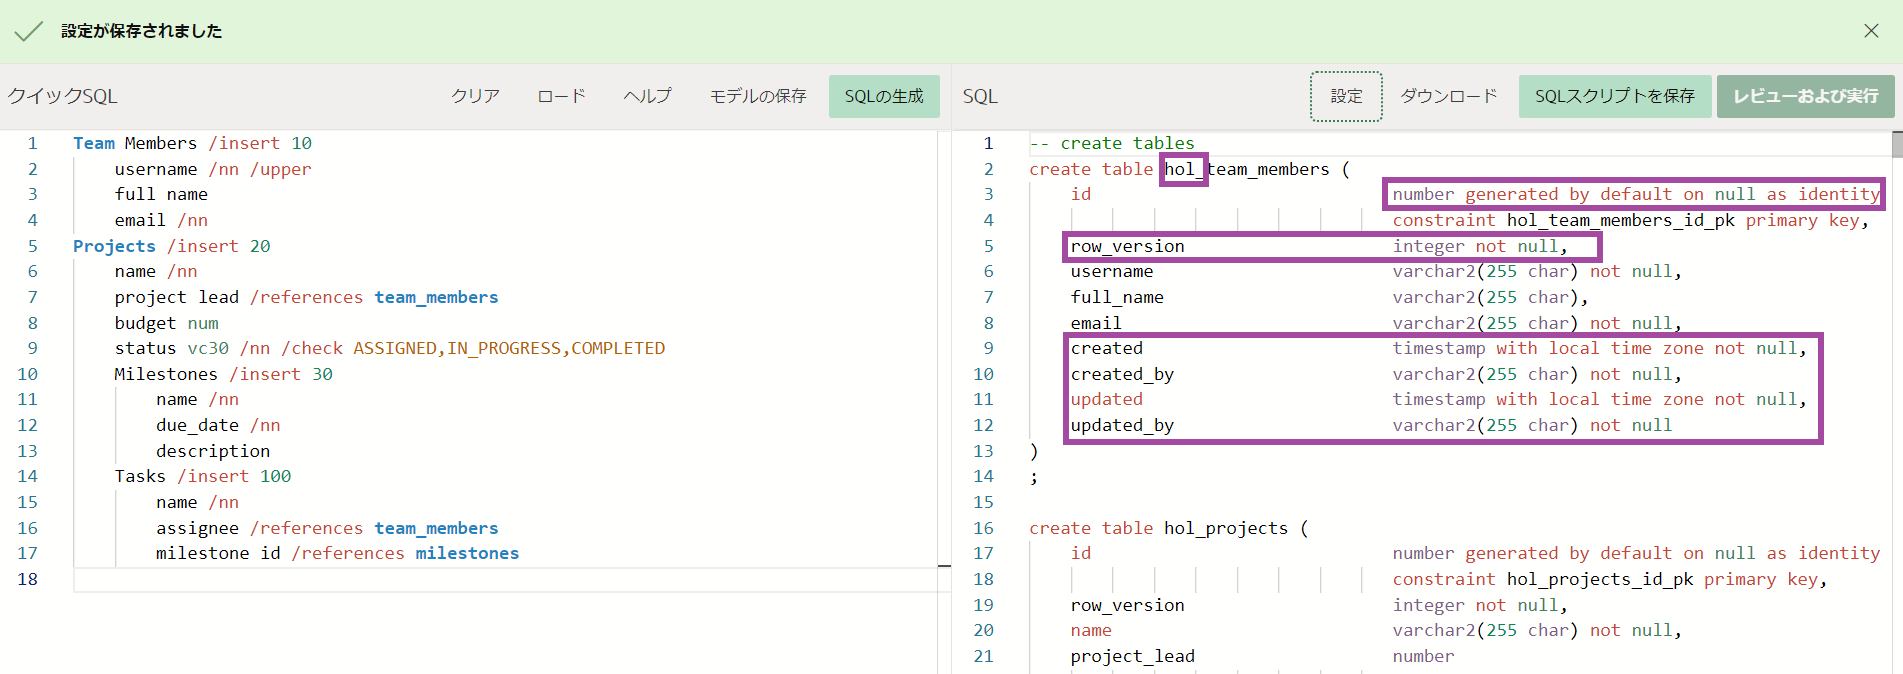 設定が保存されました
クイックSQL クリア ロード ヘルプ モデルの保存 SQLの生成
1 Team Members /insert 10
2 username /nn /upper
3 full name
4 email /nn
5 Projects /insert 20
6 name /nn
7 project lead /references team_members
8 budget num
9 status vc30 /nn /check ASSIGNED,IN_PROGRESS,COMPLETED
10 Milestones /insert 30
11 name /nn
12 due_date /nn
13 description
14 Tasks /insert 100
15 name /nn
16 assignee /references team_members
17 milestone id /references milestones
18
SQL 設定 ダウンロード SQLスクリプトを保存 レビューおよび実行
1 -- create tables
2 create table hol_team_members (
3 id number generated by default on null as identity
4 constraint hol_team_members_id_pk primary key,
5 row_version integer not null,
6 username varchar2(255 char) not null,
7 full_name varchar2(255 char),
8 email varchar2(255 char) not null,
9 created timestamp with local time zone not null,
10 created_by varchar2(255 char) not null,
11 updated timestamp with local time zone not null,
12 updated_by varchar2(255 char) not null
13 )
14 ;
15
16 create table hol_projects (
17 id number generated by default on null as identity
18 constraint hol_projects_id_pk primary key,
19 row_version integer not null,
20 name varchar2(255 char) not null,
21 project_lead number